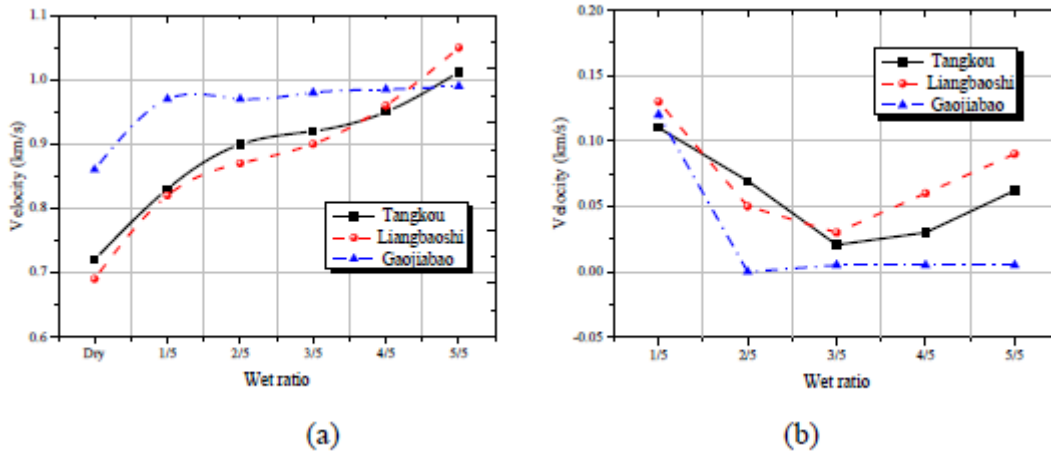 1.1
1.0
0.9
0.8
0.7
0.6
Velocity (km/s)
Tangkou
Liangbaoshi
Gaojiabao
Dry 1/5 2/5 3/5 4/5 5/5
Wet ratio
(a)
0.20
0.15
0.10
0.05
0.00
-0.05
Velocity (km/s)
Tangkou
Liangbaoshi
Gaojiabao
1/5 2/5 3/5 4/5 5/5
Wet ratio
(b)